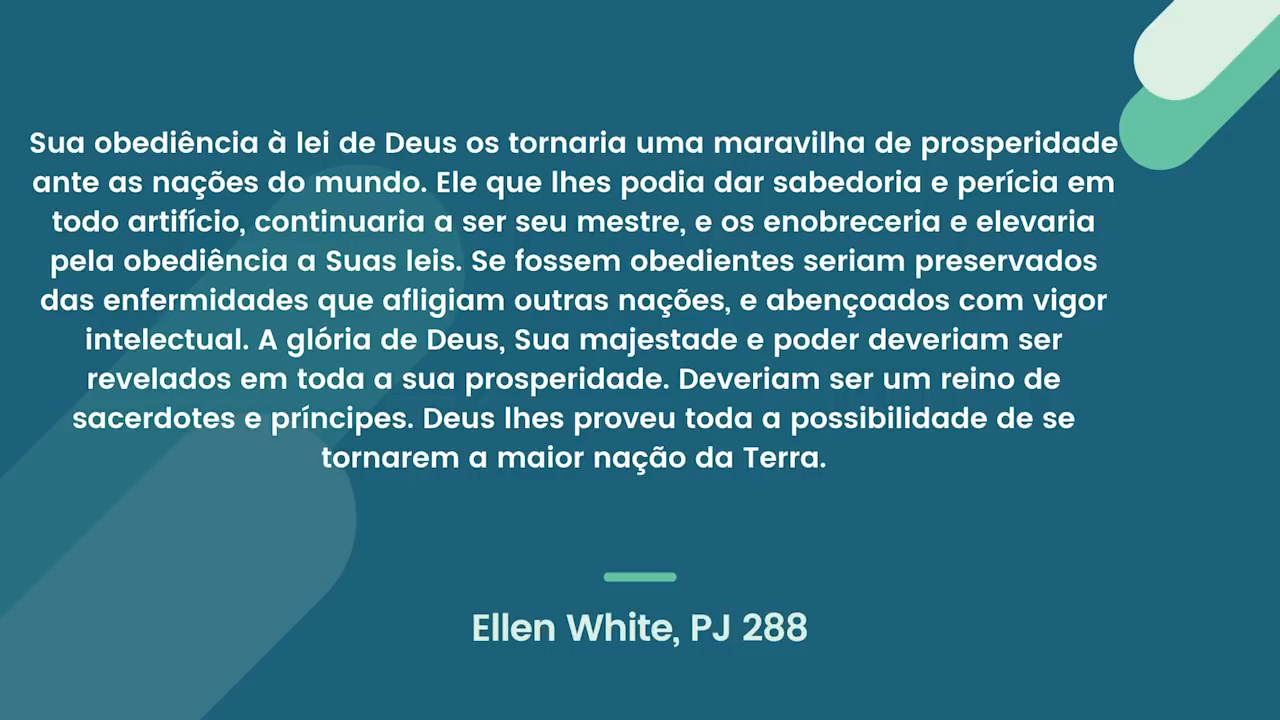 Sua obediência à lei de Deus os tornaria uma maravilha de prosperidade
ante as nações do mundo. Ele que lhes podia dar sabedoria e perícia em
todo artifício, continuaria a ser seu mestre, e os enobreceria e elevaria
pela obediência a Suas leis. Se fossem obedientes seriam preservados
das enfermidades que afligiam outras nações, e abençoados com vigor
intelectual. A glória de Deus, Sua majestade e poder deveriam ser
revelados em toda a sua prosperidade. Deveriam ser um reino de
sacerdotes e príncipes. Deus lhes proveu toda a possibilidade de se
tornarem a maior nação da Terra.
Ellen White, PJ 288